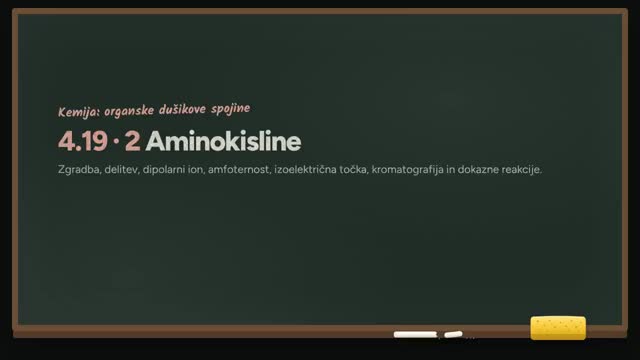 Kemija: organske dušikove spojine
4.19 · 2 Aminokisline
Zgradba, delitev, dipolarni ion, amfoternost, izoelektrična točka, kromatografija in dokazne reakcije.